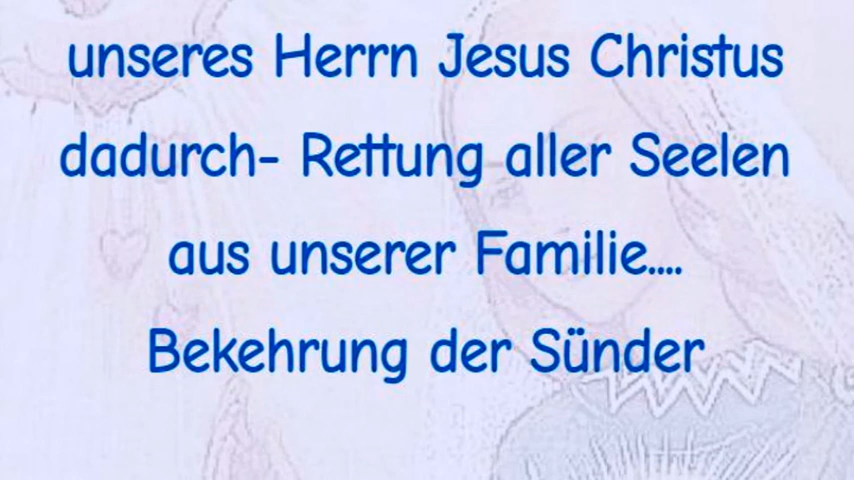 unseres Herrn Jesus Christus
dadurch- Rettung aller Seelen
aus unserer Familie....
Bekehrung der Sünder